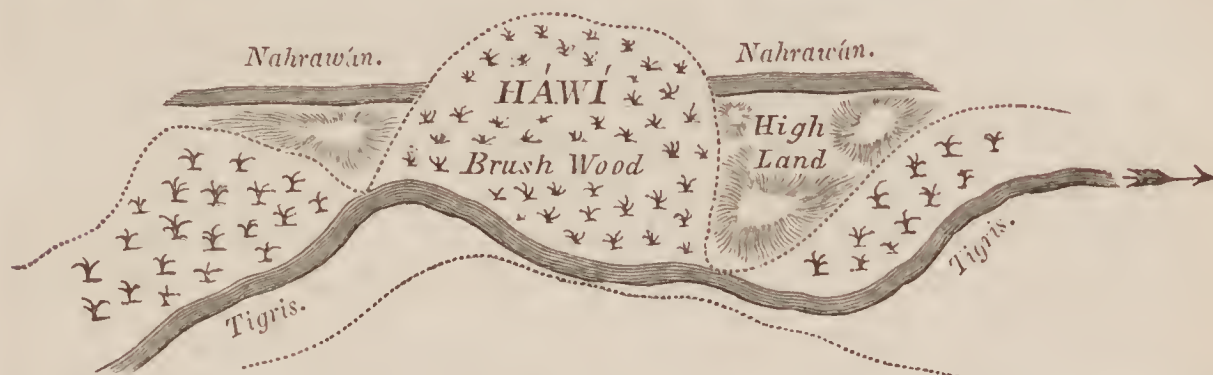 Nahrawán.
Nahrawán.
HÁWÍ
High
Land
Brush Wood
Tigris.
Tigris.